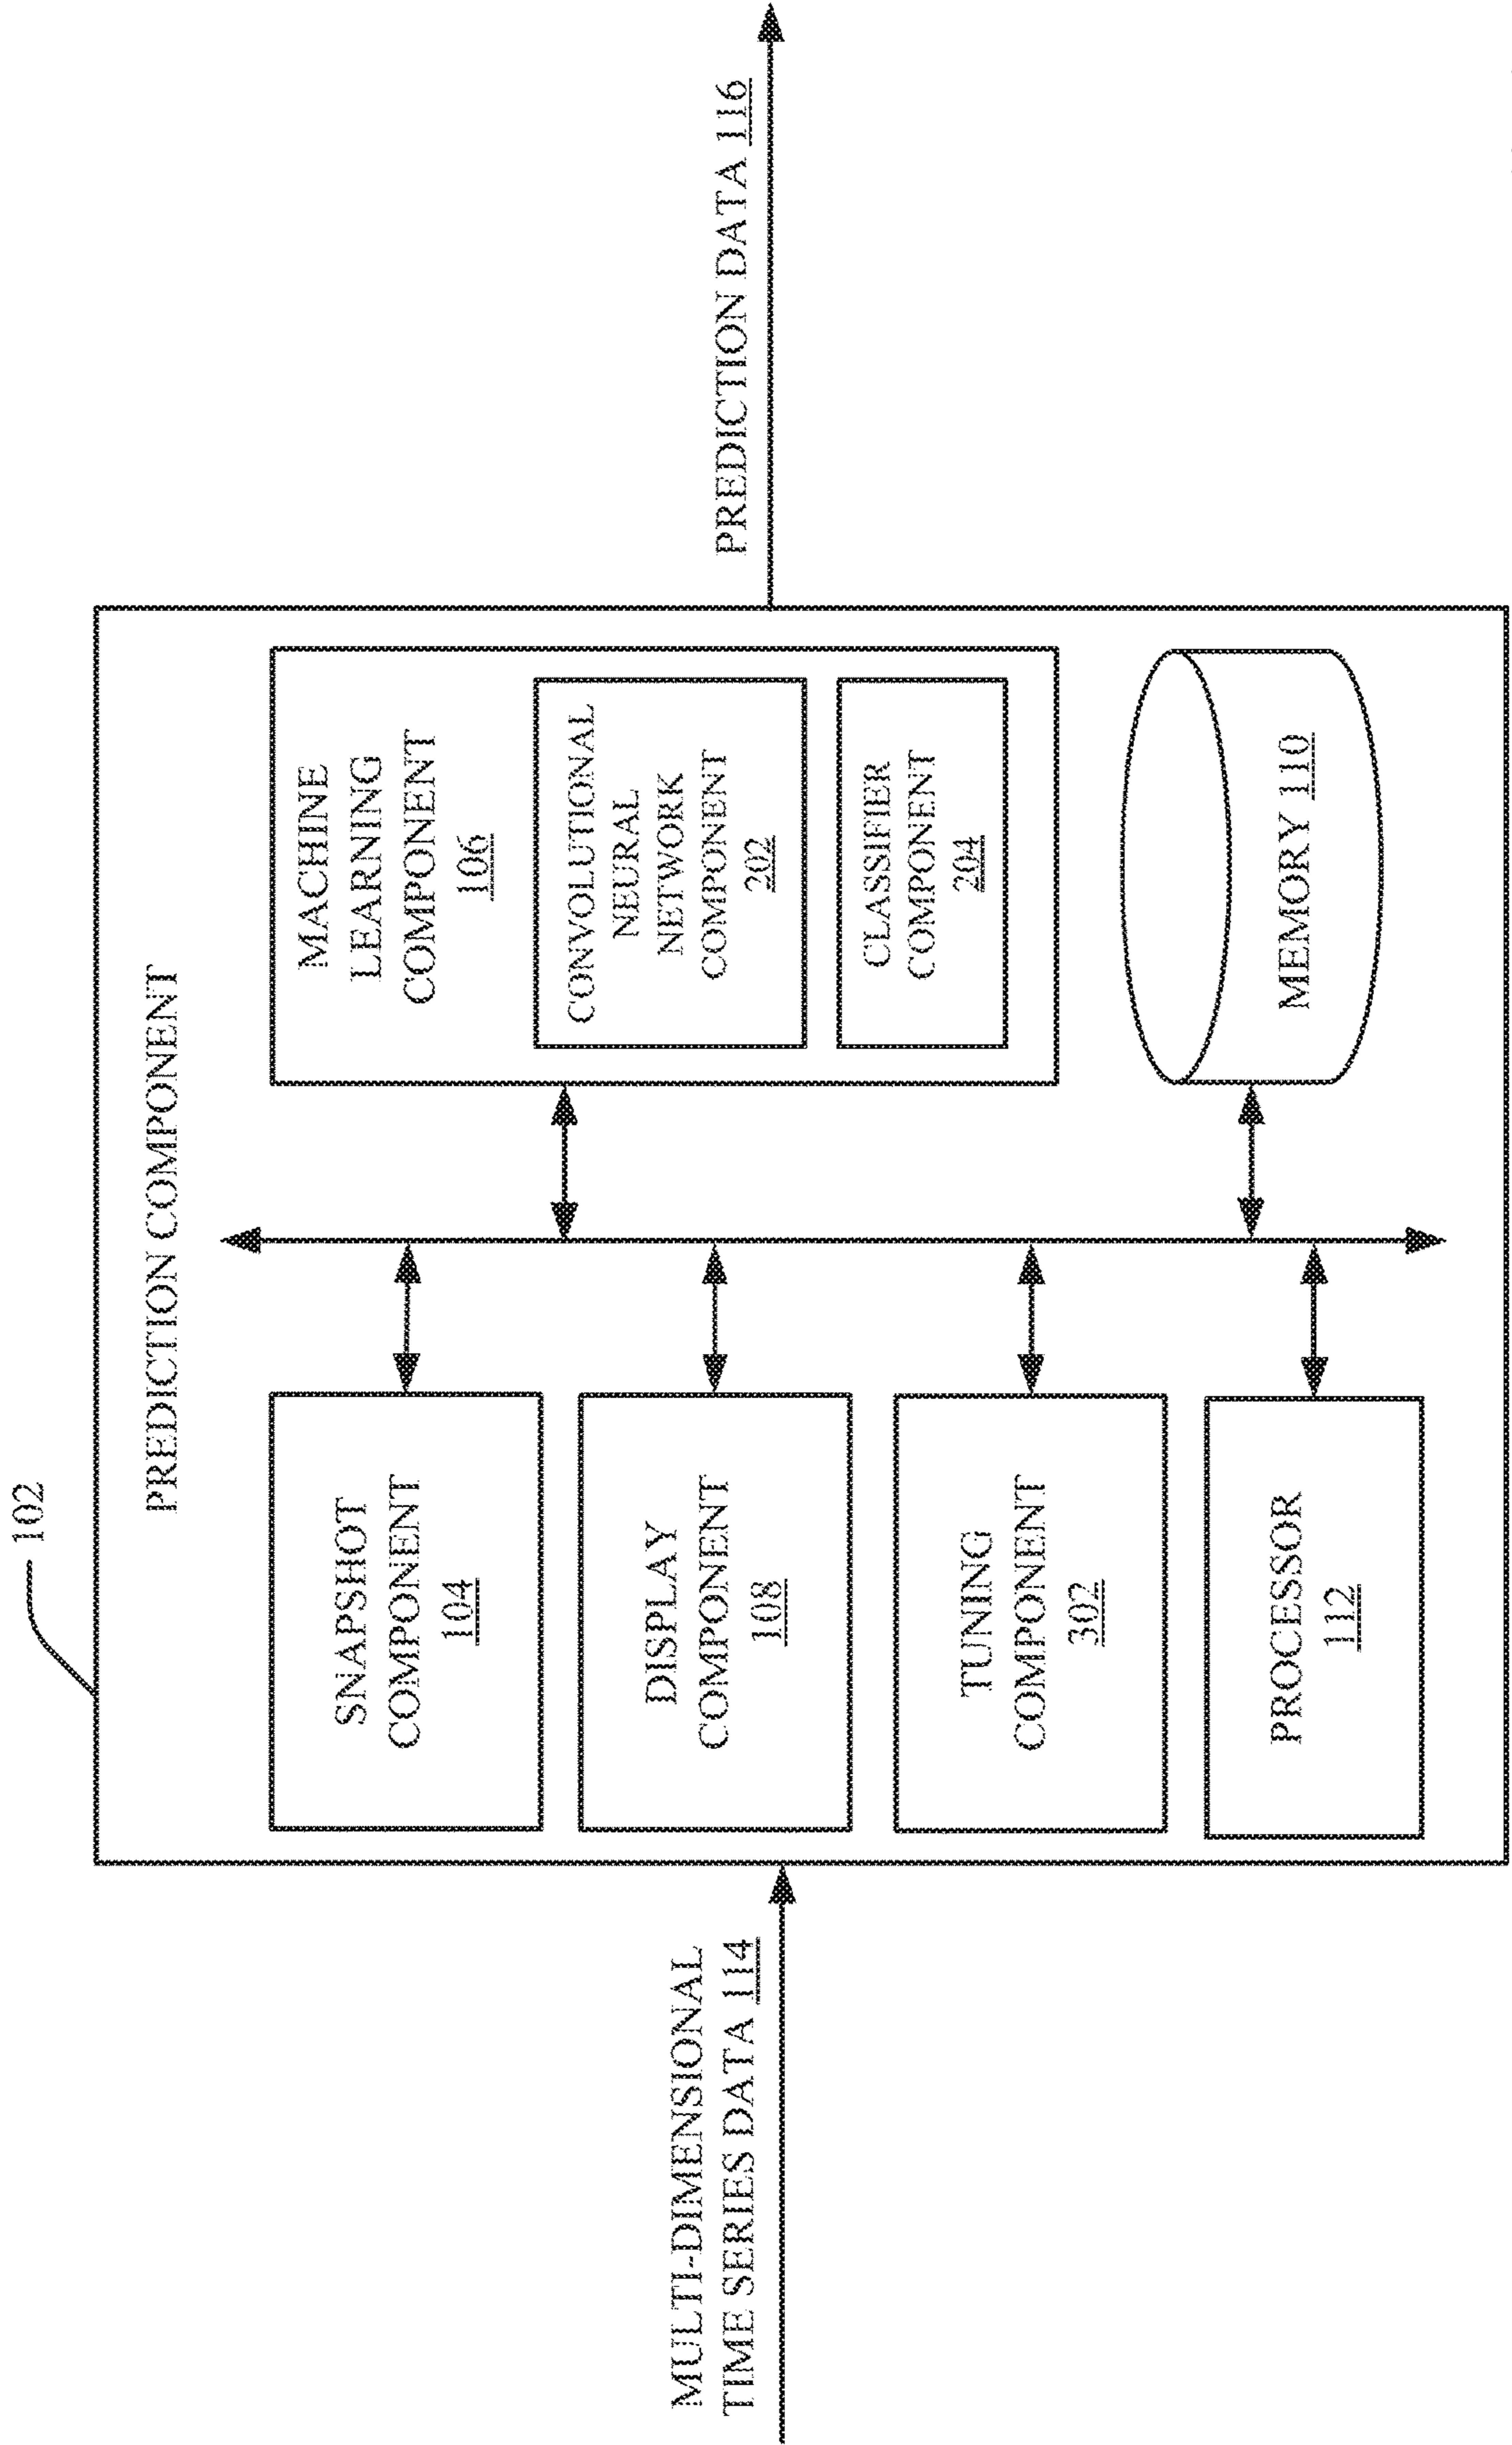 102
PREDICTION COMPONENT
MULTI-DIMENSIONAL
TIME SERIES DATA 114
SNAPSHOT
COMPONENT
104
DISPLAY
COMPONENT
108
TUNING
COMPONENT
302
PROCESSOR
112
MACHINE
LEARNING
COMPONENT
106
CONVOLUTIONAL
NEURAL
NETWORK
COMPONENT
202
CLASSIFIER
COMPONENT
204
MEMORY 110
PREDICTION DATA 116